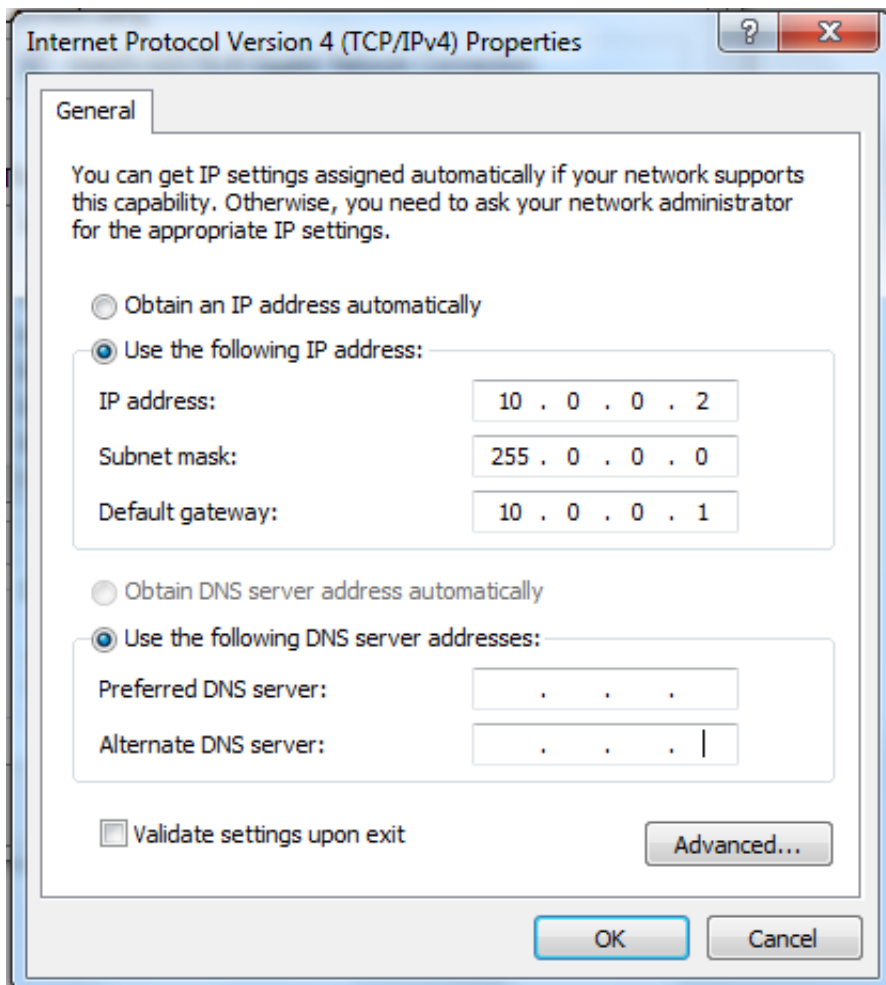 Internet Protocol Version 4 (TCP/IPv4) Properties
General
You can get IP settings assigned automatically if your network supports
this capability. Otherwise, you need to ask your network administrator
for the appropriate IP settings.
Obtain an IP address automatically
Use the following IP address:
IP address: 10 . 0 . 0 . 2
Subnet mask: 255 . 0 . 0 . 0
Default gateway: 10 . 0 . 0 . 1
Obtain DNS server address automatically
Use the following DNS server addresses:
Preferred DNS server: . . .
Alternate DNS server: . . .
Validate settings upon exit
Advanced...
OK Cancel